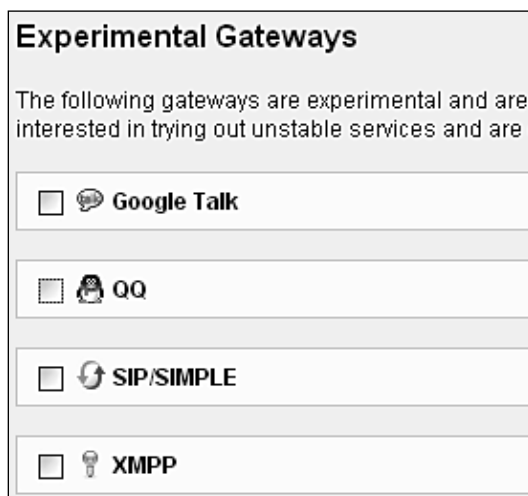 Experimental Gateways
The following gateways are experimental and are
interested in trying out unstable services and are
Google Talk
QQ
SIP/SIMPLE
XMPP